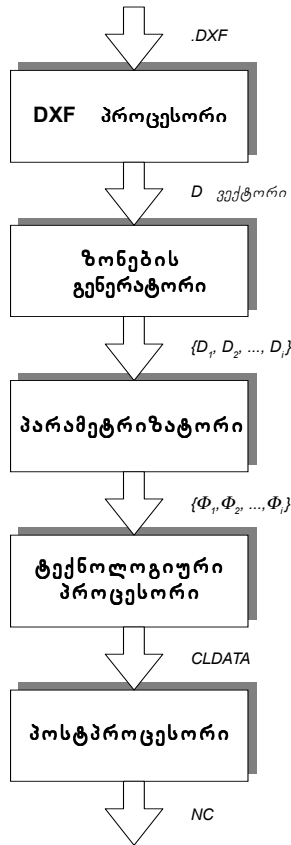 .DXF
DXF პროცესორი
D ვექტორი
ზონების
გენერატორი
{D₁, D₂, ..., Dᵢ}
პარამეტრიზატორი
{Φ₁,Φ₂, ...,Φᵢ}
ტექნოლოგიური
პროცესორი
CLDATA
პოსტპროცესორი
NC